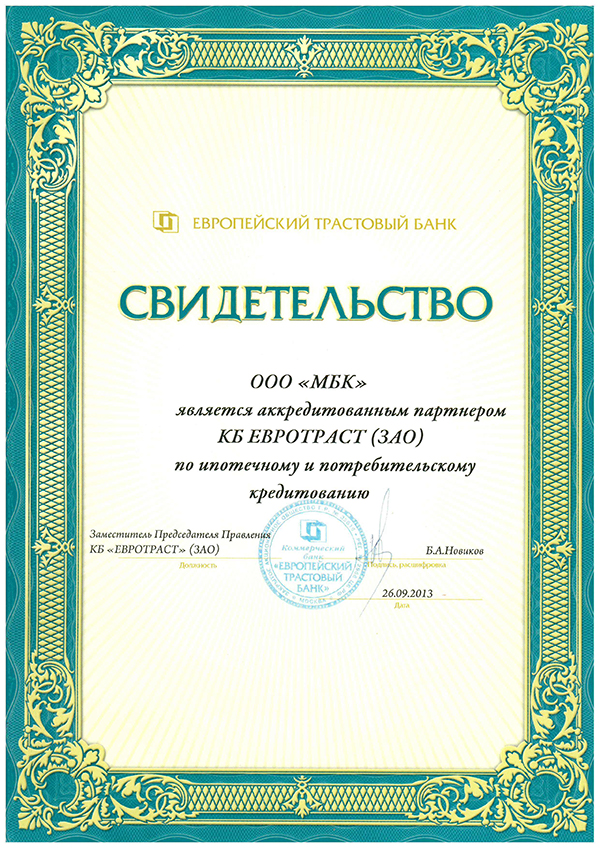 ЕВРОПЕЙСКИЙ ТРАСТОВЫЙ БАНК
СВИДЕТЕЛЬСТВО
ООО «МБК»
является аккредитованным партнером
КБ ЕВРОТРАСТ (ЗАО)
по ипотечному и потребительскому
кредитованию
Заместитель Председателя Правления
КБ «ЕВРОТРАСТ» (ЗАО)
Б.А.Новиков
Должность
Подпись, расшифровка
Коммерческий
банк
«ЕВРОПЕЙСКИЙ
ТРАСТОВЫЙ
БАНК»
МОСКВА
26.09.2013
Дата